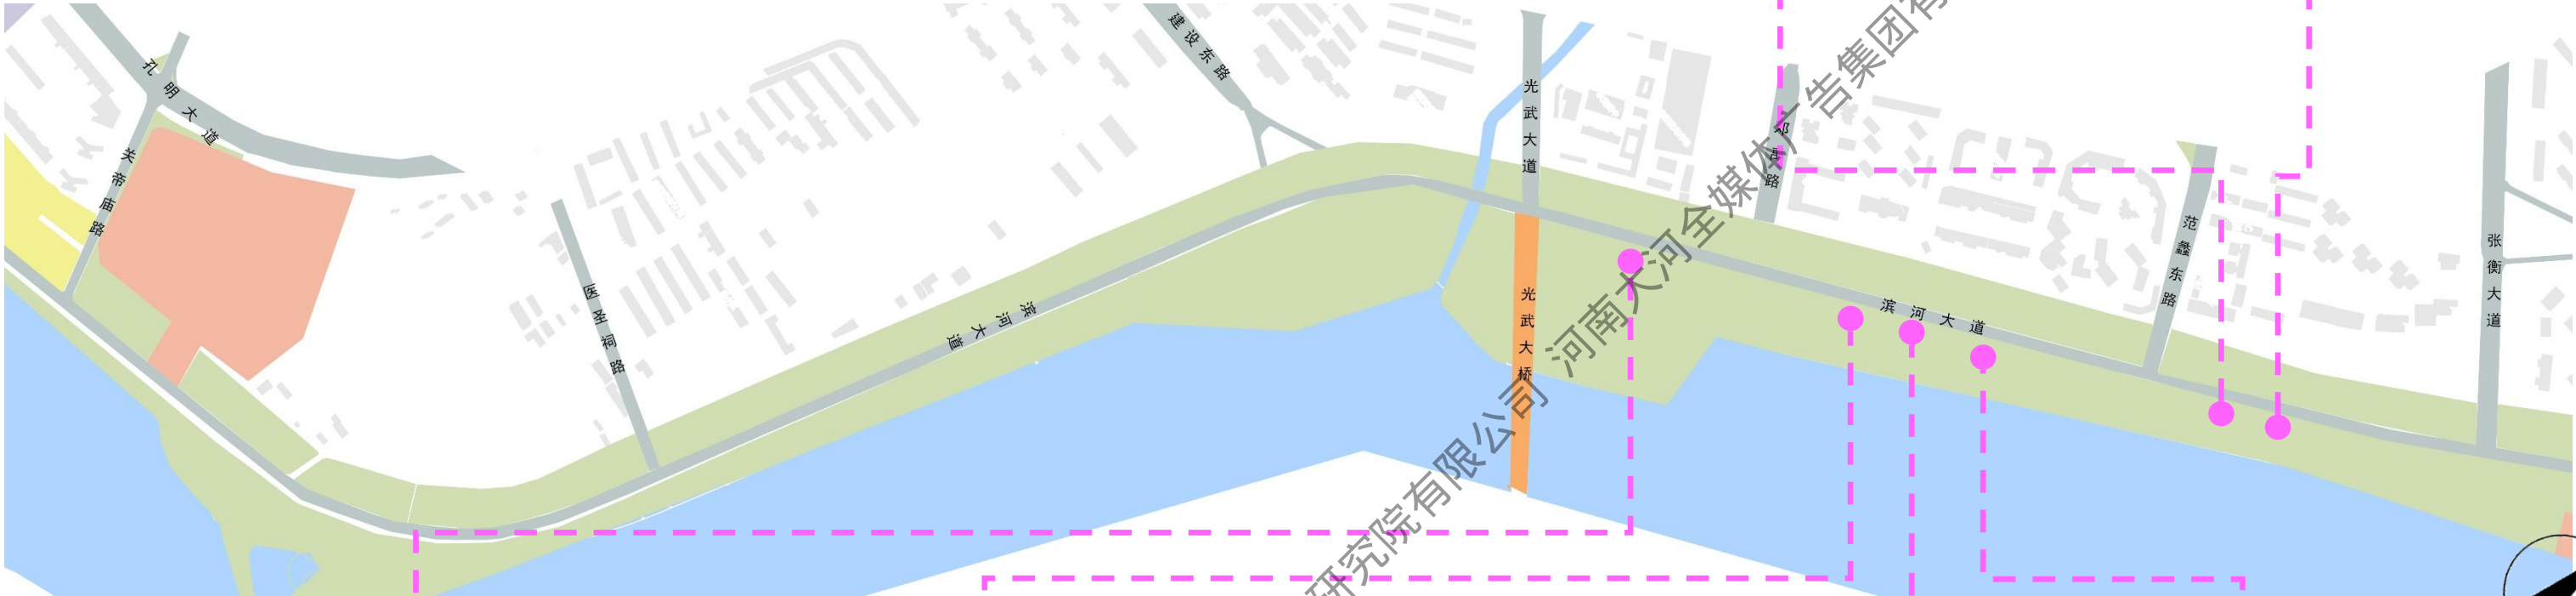 孔明大道
关帝庙路
医圣祠路
滨河大道
建设东路
光武大道
光武大桥
邓禹路
滨河大道
范蠡东路
张衡大道
研究院有限公司 河南大河全媒体广告集团有